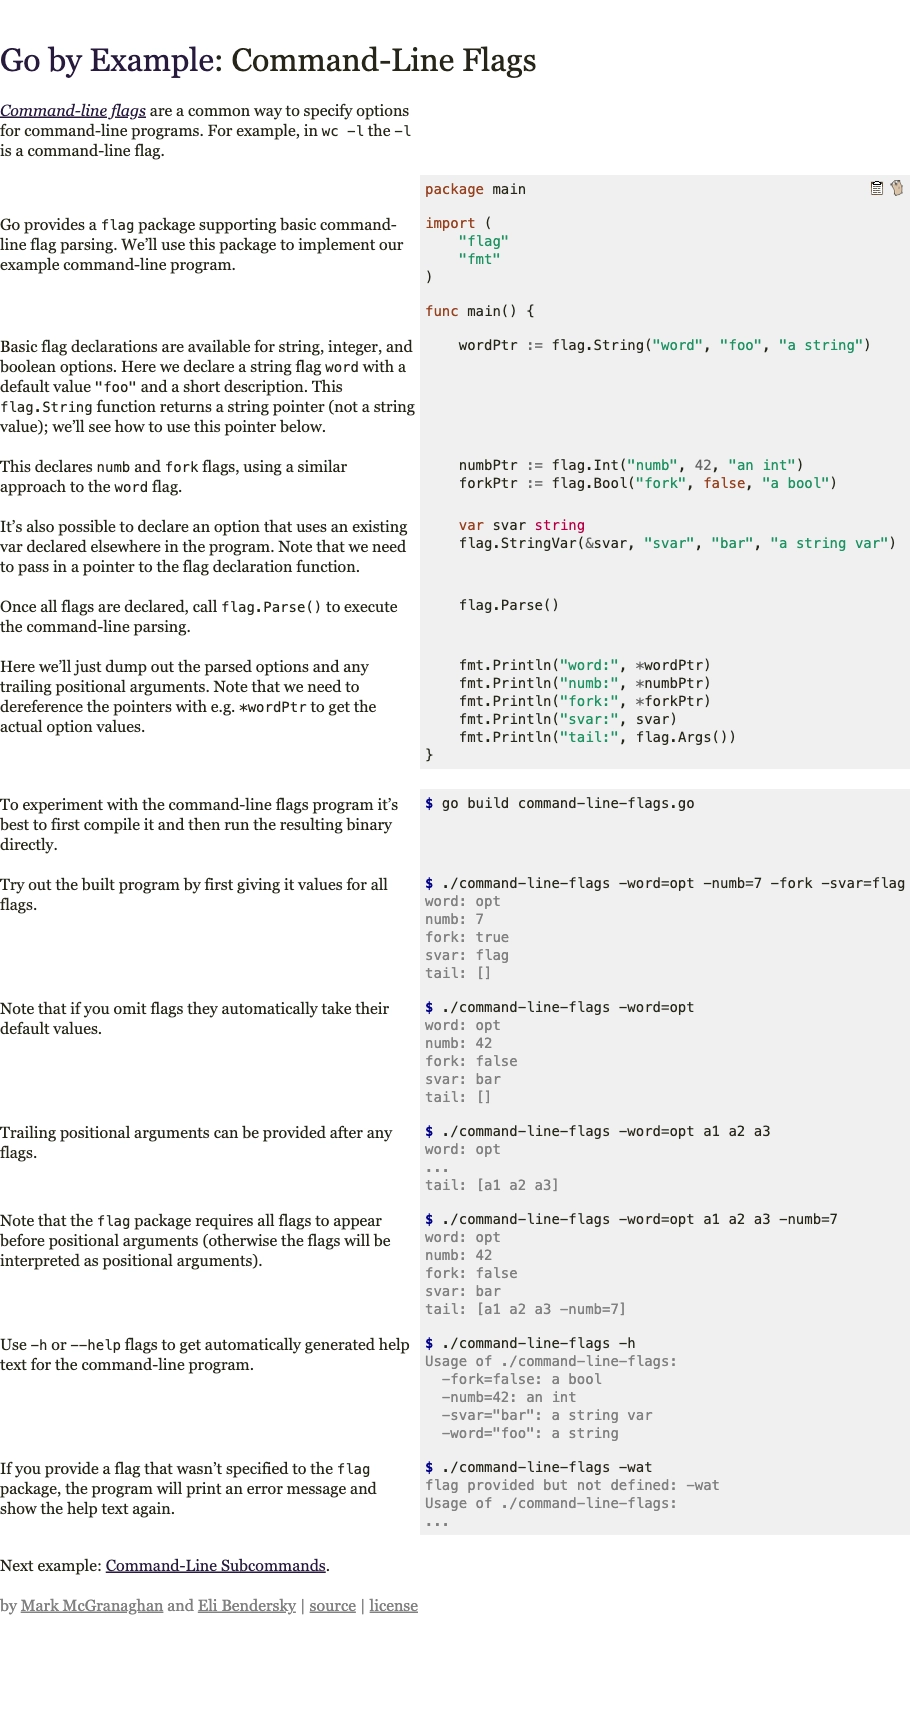 Go by Example: Command-Line Flags
Command-line flags are a common way to specify options
for command-line programs. For example, in wc -l the -l
is a command-line flag.
package main
Go provides a flag package supporting basic command-
line flag parsing. We’ll use this package to implement our
example command-line program.
import (
    "flag"
    "fmt"
)
func main() {
Basic flag declarations are available for string, integer, and
boolean options. Here we declare a string flag word with a
default value "foo" and a short description. This
flag.String function returns a string pointer (not a string
value); we’ll see how to use this pointer below.
    wordPtr := flag.String("word", "foo", "a string")
This declares numb and fork flags, using a similar
approach to the word flag.
    numbPtr := flag.Int("numb", 42, "an int")
    forkPtr := flag.Bool("fork", false, "a bool")
It’s also possible to declare an option that uses an existing
var declared elsewhere in the program. Note that we need
to pass in a pointer to the flag declaration function.
    var svar string
    flag.StringVar(&svar, "svar", "bar", "a string var")
Once all flags are declared, call flag.Parse() to execute
the command-line parsing.
    flag.Parse()
Here we’ll just dump out the parsed options and any
trailing positional arguments. Note that we need to
dereference the pointers with e.g. *wordPtr to get the
actual option values.
    fmt.Println("word:", *wordPtr)
    fmt.Println("numb:", *numbPtr)
    fmt.Println("fork:", *forkPtr)
    fmt.Println("svar:", svar)
    fmt.Println("tail:", flag.Args())
}
To experiment with the command-line flags program it’s
best to first compile it and then run the resulting binary
directly.
$ go build command-line-flags.go
Try out the built program by first giving it values for all
flags.
$ ./command-line-flags -word=opt -numb=7 -fork -svar=flag
word: opt
numb: 7
fork: true
svar: flag
tail: []
Note that if you omit flags they automatically take their
default values.
$ ./command-line-flags -word=opt
word: opt
numb: 42
fork: false
svar: bar
tail: []
Trailing positional arguments can be provided after any
flags.
$ ./command-line-flags -word=opt a1 a2 a3
word: opt
...
tail: [a1 a2 a3]
Note that the flag package requires all flags to appear
before positional arguments (otherwise the flags will be
interpreted as positional arguments).
$ ./command-line-flags -word=opt a1 a2 a3 -numb=7
word: opt
numb: 42
fork: false
svar: bar
tail: [a1 a2 a3 -numb=7]
Use -h or --help flags to get automatically generated help
text for the command-line program.
$ ./command-line-flags -h
Usage of ./command-line-flags:
  -fork=false: a bool
  -numb=42: an int
  -svar="bar": a string var
  -word="foo": a string
If you provide a flag that wasn’t specified to the flag
package, the program will print an error message and
show the help text again.
$ ./command-line-flags -wat
flag provided but not defined: -wat
Usage of ./command-line-flags:
...
Next example: Command-Line Subcommands.
by Mark McGranaghan and Eli Bendersky | source | license